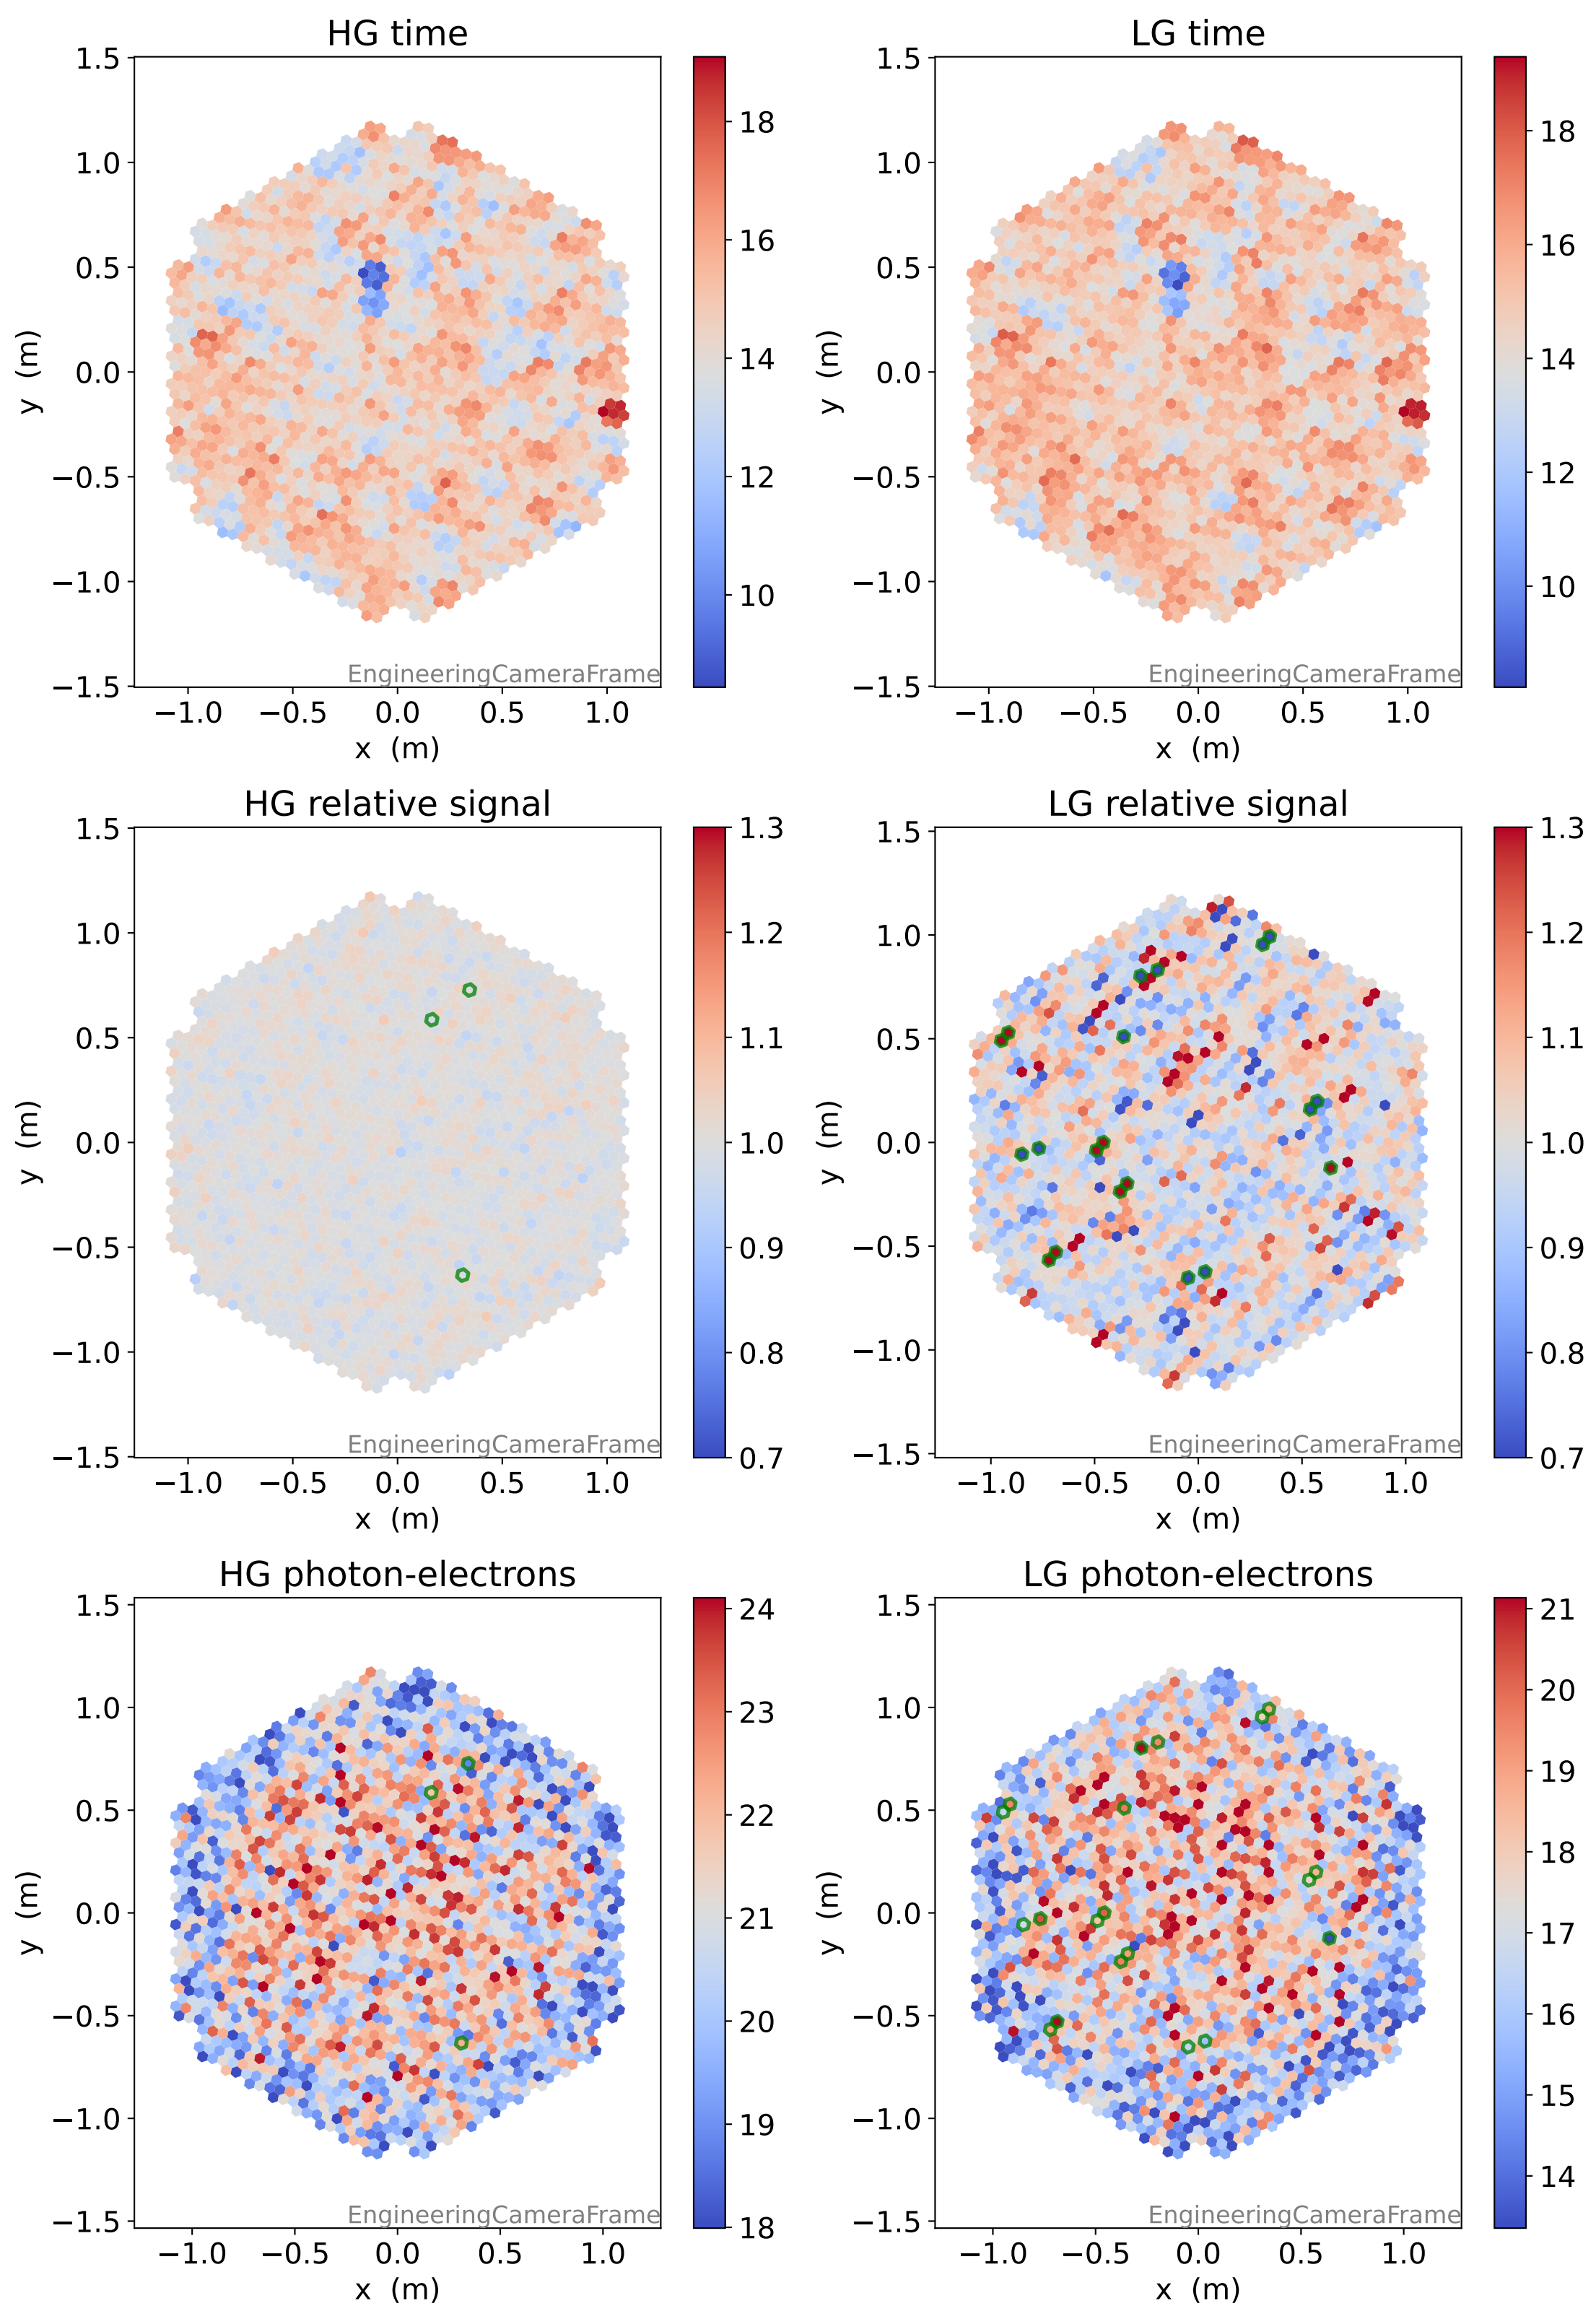 HG time
1.5
1.0
0.5
0.0
−0.5
−1.0
−1.5
y (m)
−1.0 −0.5 0.0 0.5 1.0
x (m)
EngineeringCameraFrame
18
16
14
12
10
LG time
1.5
1.0
0.5
0.0
−0.5
−1.0
−1.5
y (m)
−1.0 −0.5 0.0 0.5 1.0
x (m)
EngineeringCameraFrame
18
16
14
12
10
HG relative signal
1.5
1.0
0.5
0.0
−0.5
−1.0
−1.5
y (m)
−1.0 −0.5 0.0 0.5 1.0
x (m)
EngineeringCameraFrame
1.3
1.2
1.1
1.0
0.9
0.8
0.7
LG relative signal
1.5
1.0
0.5
0.0
−0.5
−1.0
−1.5
y (m)
−1.0 −0.5 0.0 0.5 1.0
x (m)
EngineeringCameraFrame
1.3
1.2
1.1
1.0
0.9
0.8
0.7
HG photon-electrons
1.5
1.0
0.5
0.0
−0.5
−1.0
−1.5
y (m)
−1.0 −0.5 0.0 0.5 1.0
x (m)
EngineeringCameraFrame
24
23
22
21
20
19
18
LG photon-electrons
1.5
1.0
0.5
0.0
−0.5
−1.0
−1.5
y (m)
−1.0 −0.5 0.0 0.5 1.0
x (m)
EngineeringCameraFrame
21
20
19
18
17
16
15
14